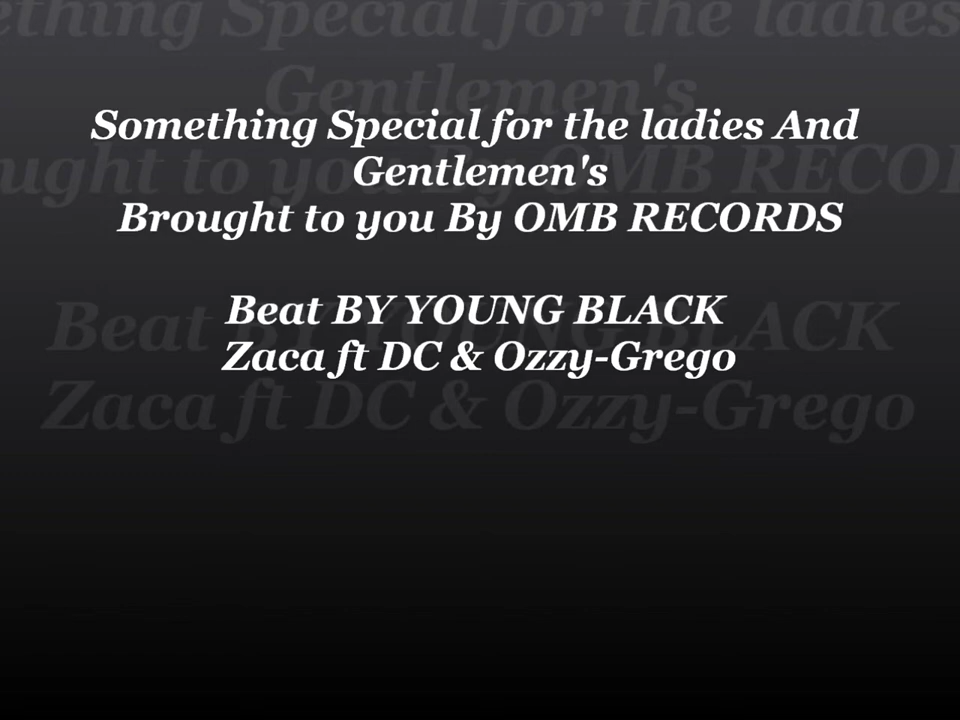 Something Special for the ladies And
Gentlemen's
Brought to you By OMB RECORDS
Beat BY YOUNG BLACK
Zaca ft DC & Ozzy-Grego